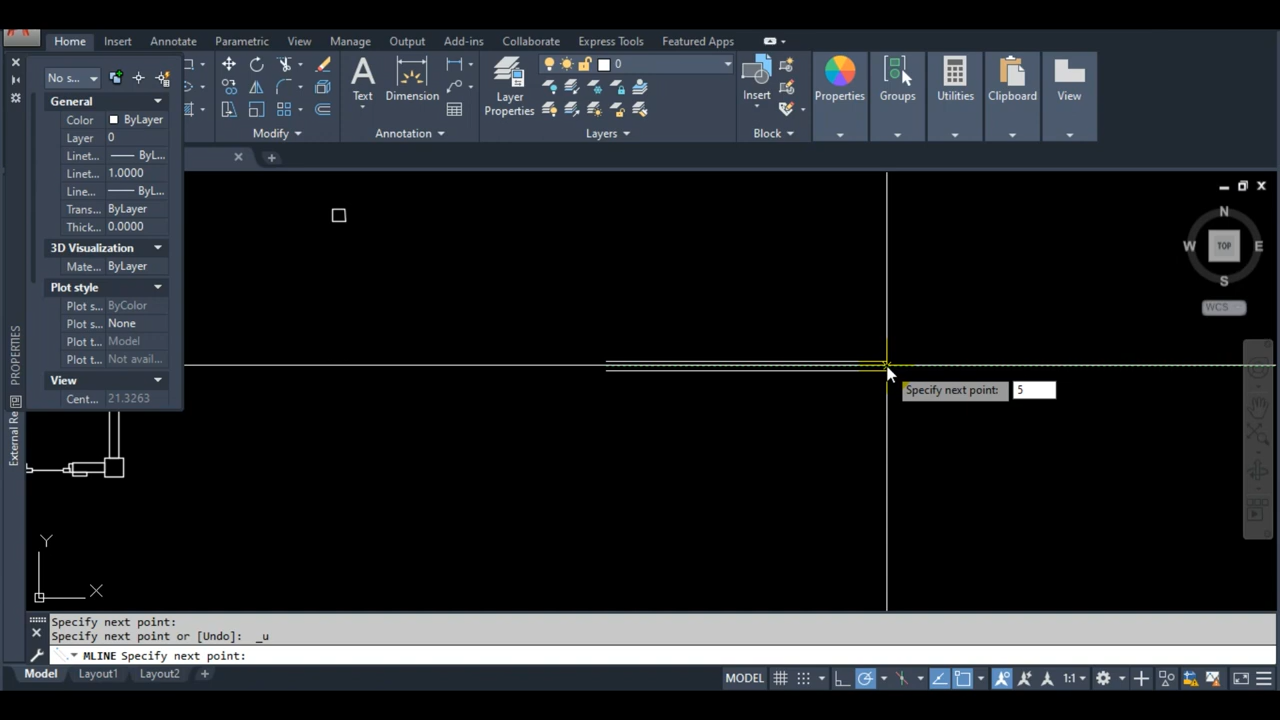 Home Insert Annotate Parametric View Manage Output Add-ins Collaborate Express Tools Featured Apps
No s...
0
Text
Dimension
Layer
Properties
Insert
Properties
Groups
Utilities
Clipboard
View
Modify
Annotation
Layers
Block
General
Color ByLayer
Layer 0
Linet... ByL...
Linet... 1.0000
Line... ByL...
Trans... ByLayer
Thick... 0.0000
3D Visualization
Mate... ByLayer
Plot style
Plot s... ByColor
Plot s... None
Plot t... Model
Plot t... Not avail...
View
Cent... 21.3263
PROPERTIES
External Re
N
W TOP E
S
WCS
Specify next point: 5
Y
X
Specify next point:
Specify next point or [Undo]: _u
MLINE Specify next point:
Model Layout1 Layout2 +
MODEL 1:1